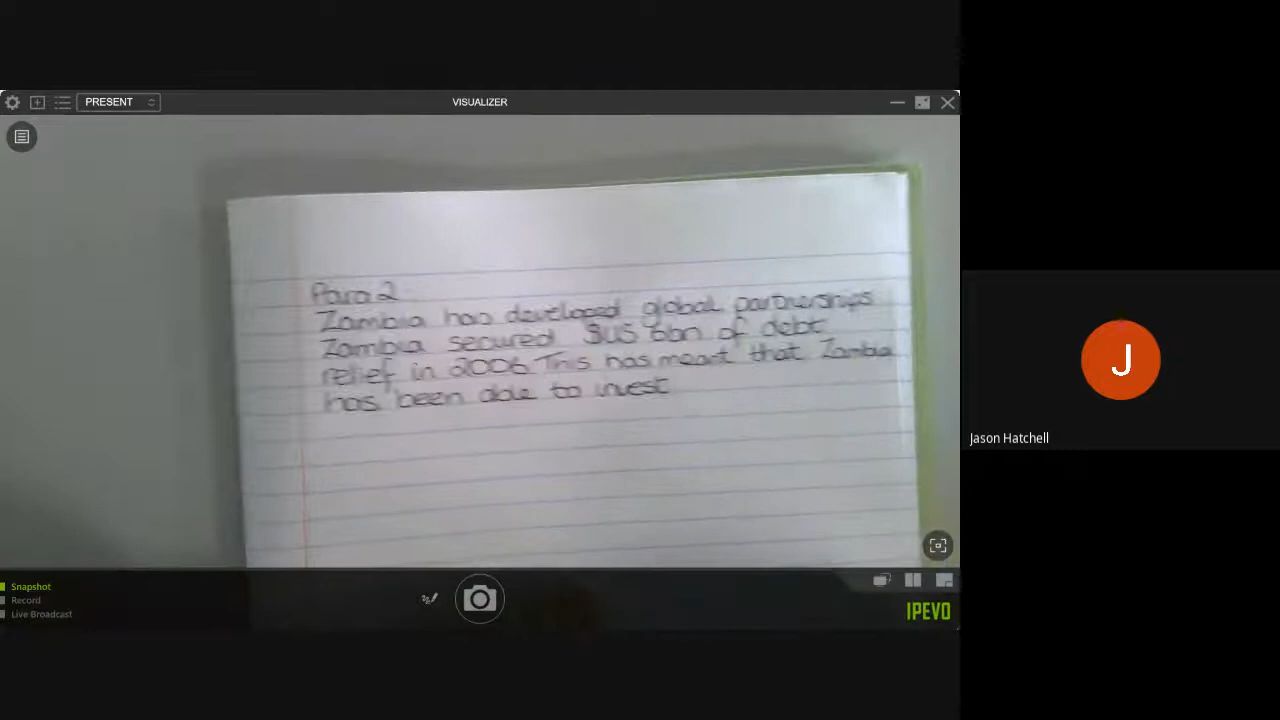 PRESENT
VISUALIZER
Para 2
Zambia has developed global partnerships
Zambia secured $US 6bn of debt
relief in 2006. This has meant that Zambia
has been able to invest
J
Jason Hatchell
Snapshot
Record
Live Broadcast
IPEVO